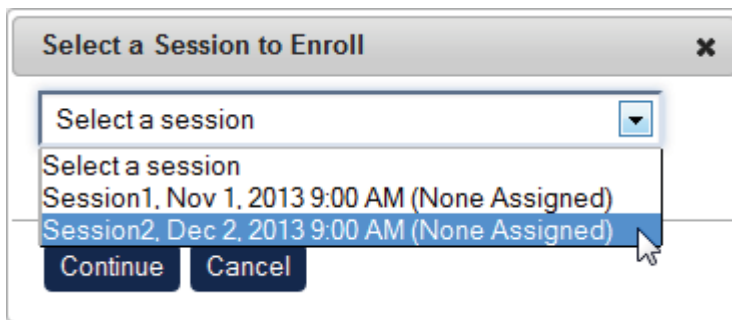 Select a Session to Enroll
Select a session
Select a session
Session1, Nov 1, 2013 9:00 AM (None Assigned)
Session2, Dec 2, 2013 9:00 AM (None Assigned)
Continue Cancel